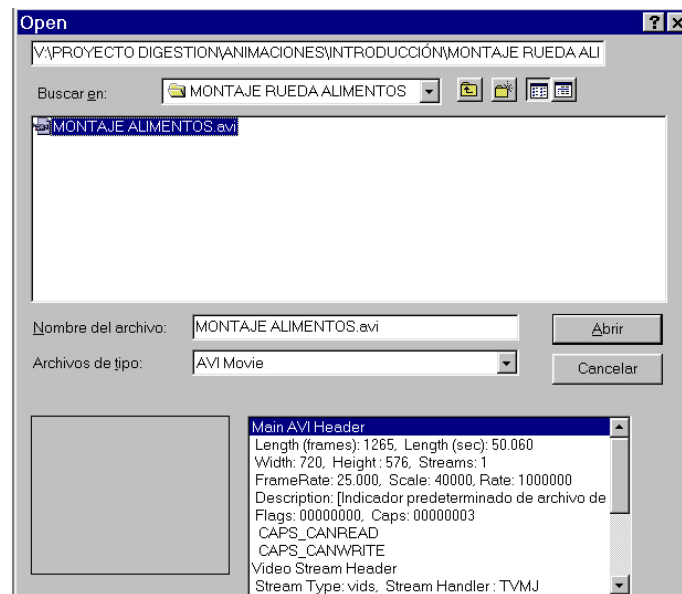 Open
V:\PROYECTO DIGESTION\ANIMACIONES\INTRODUCCIÓN\MONTAJE RUEDA ALI
Buscar en: MONTAJE RUEDA ALIMENTOS
MONTAJE ALIMENTOS.avi
Nombre del archivo: MONTAJE ALIMENTOS.avi Abrir
Archivos de tipo: AVI Movie Cancelar
Main AVI Header
Length (frames): 1265, Length (sec): 50.060
Width: 720, Height : 576, Streams: 1
FrameRate: 25.000, Scale: 40000, Rate: 1000000
Description: [Indicador predeterminado de archivo de
Flags: 00000000, Caps: 00000003
CAPS_CANREAD
CAPS_CANWRITE
Video Stream Header
Stream Type: vids, Stream Handler : TVMJ